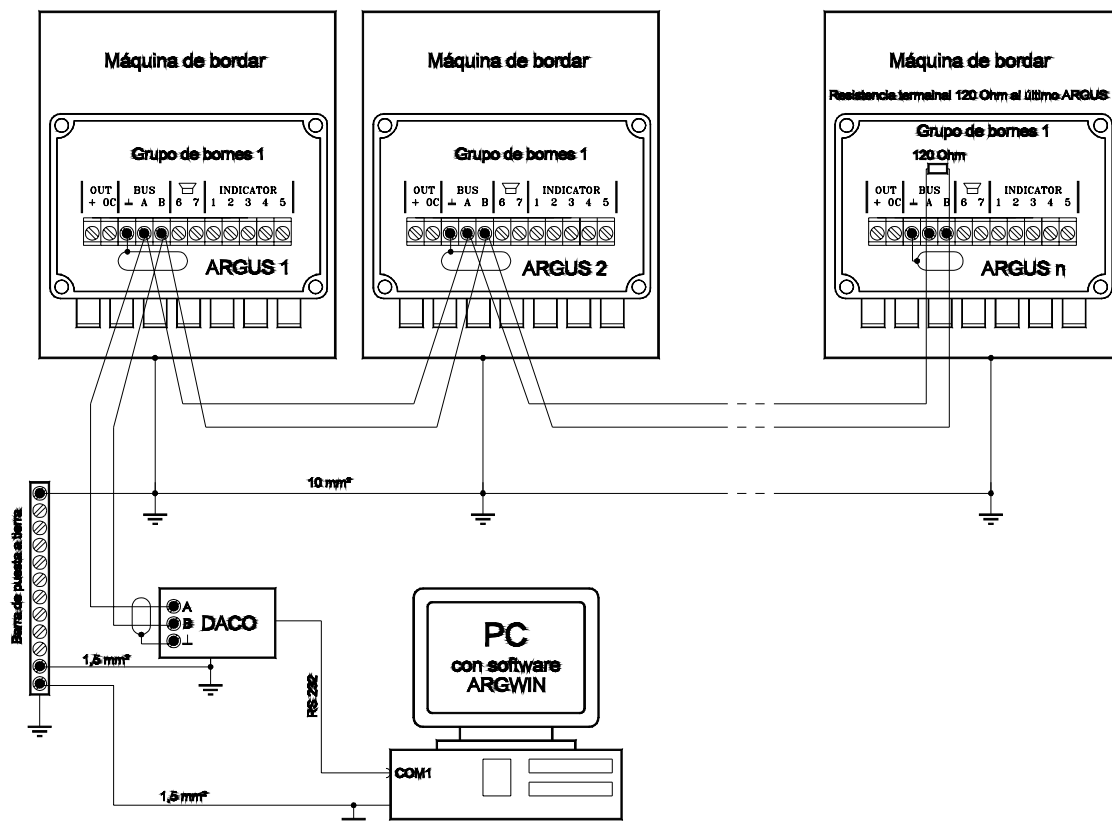 Máquina de bordar
Grupo de bornes 1
OUT BUS INDICATOR
+ OC ⊥ A B 6 7 1 2 3 4 5
ARGUS 1
Máquina de bordar
Grupo de bornes 1
OUT BUS INDICATOR
+ OC ⊥ A B 6 7 1 2 3 4 5
ARGUS 2
Máquina de bordar
Resistencia termainal 120 Ohm al último ARGUS
Grupo de bornes 1
120 Ohm
OUT BUS INDICATOR
+ OC ⊥ A B 6 7 1 2 3 4 5
ARGUS n
10 mm²
Barra de puesta a tierra
A
B
⊥
DACO
1,5 mm²
RS 232
PC
con software
ARGWIN
COM1
1,5 mm²